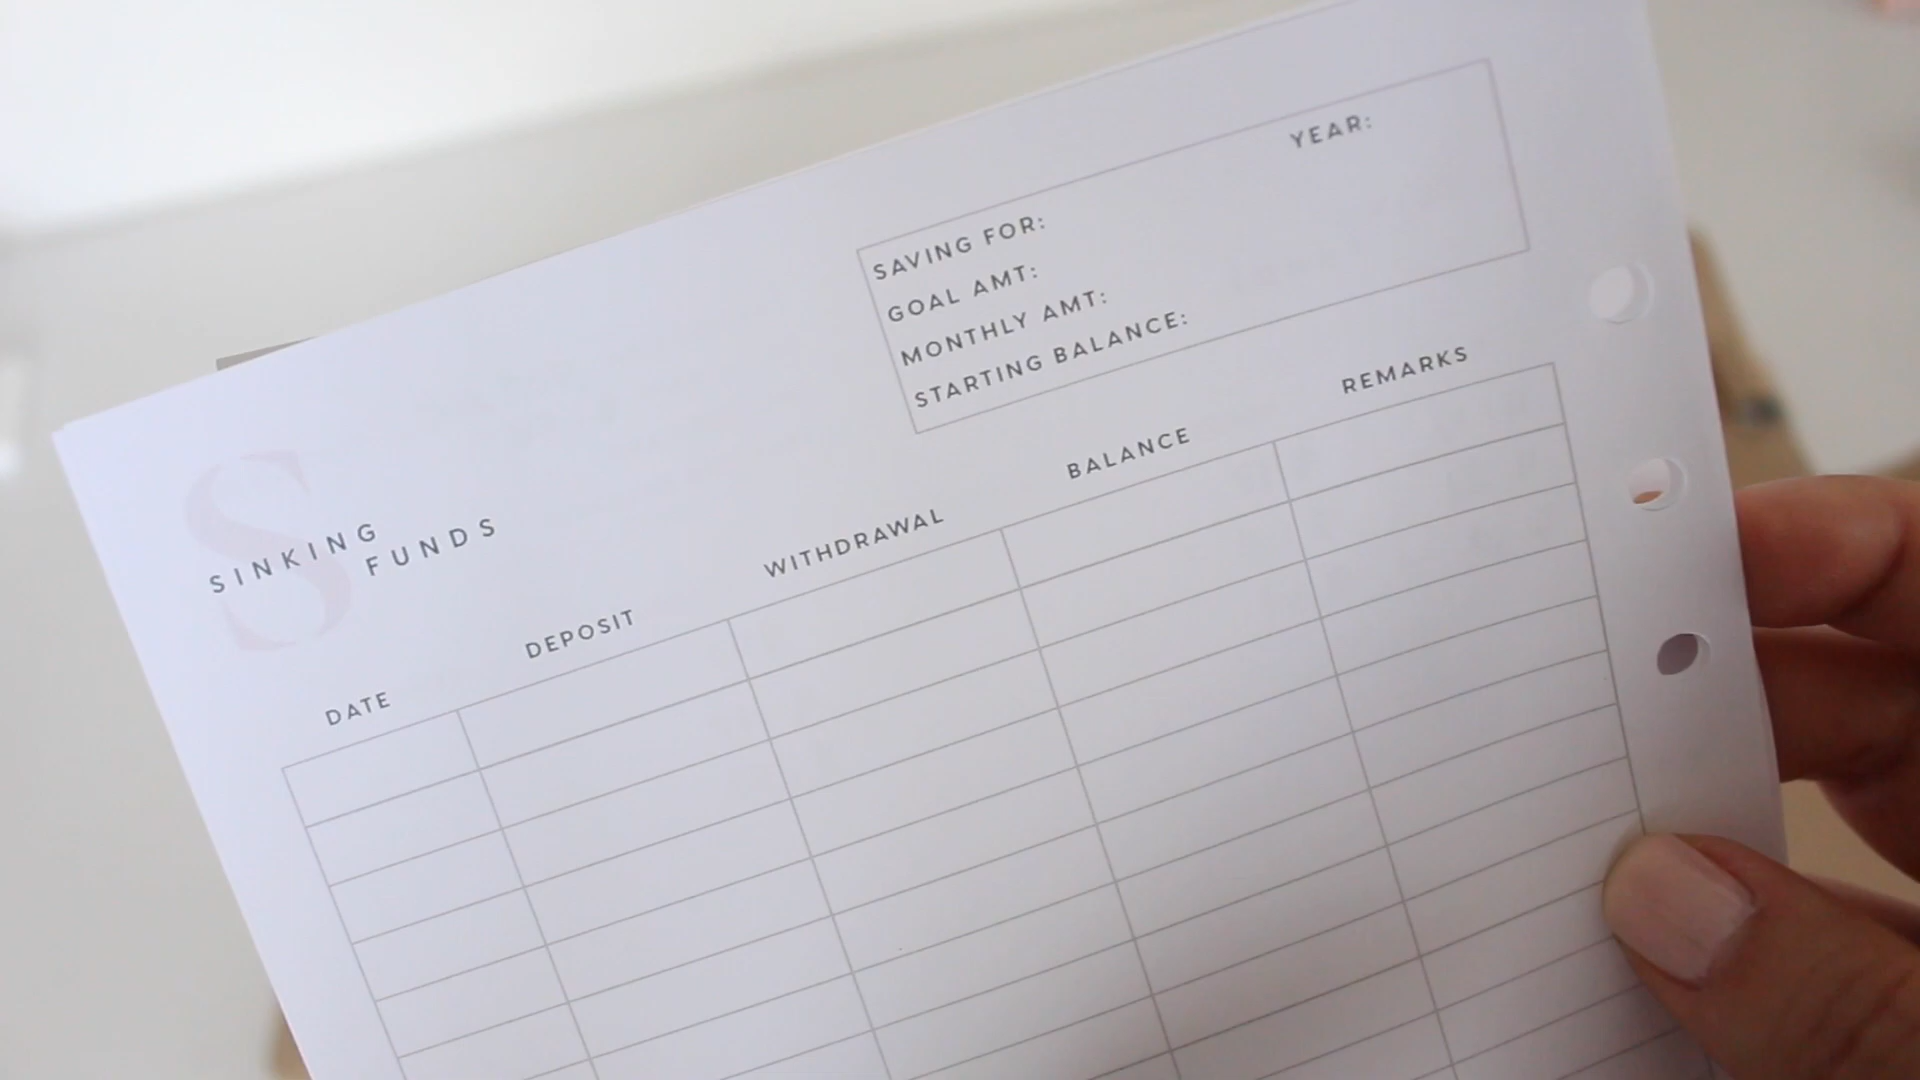 S
SINKING
FUNDS
YEAR:
SAVING FOR:
GOAL AMT:
MONTHLY AMT:
STARTING BALANCE:
DATE DEPOSIT WITHDRAWAL BALANCE REMARKS